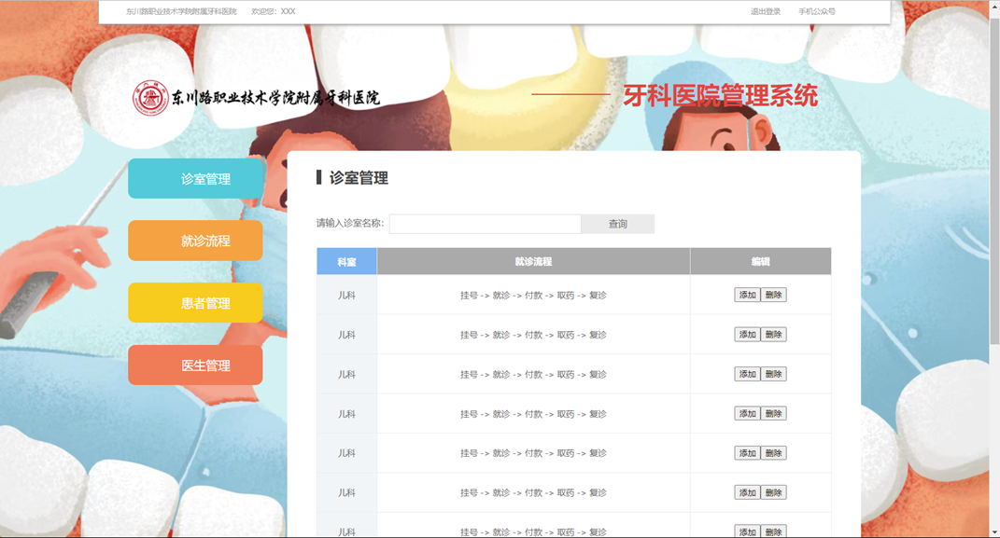 东川路职业技术学院附属牙科医院 欢迎您：XXX 退出登录 手机公众号
东川路职业技术学院附属牙科医院 牙科医院管理系统
诊室管理
就诊流程
患者管理
医生管理
诊室管理
请输入诊室名称： 查询
科室 就诊流程 编辑
儿科 挂号 -> 就诊 -> 付款 -> 取药 -> 复诊 添加 删除
儿科 挂号 -> 就诊 -> 付款 -> 取药 -> 复诊 添加 删除
儿科 挂号 -> 就诊 -> 付款 -> 取药 -> 复诊 添加 删除
儿科 挂号 -> 就诊 -> 付款 -> 取药 -> 复诊 添加 删除
儿科 挂号 -> 就诊 -> 付款 -> 取药 -> 复诊 添加 删除
儿科 挂号 -> 就诊 -> 付款 -> 取药 -> 复诊 添加 删除
儿科 挂号 -> 就诊 -> 付款 -> 取药 -> 复诊 添加 删除